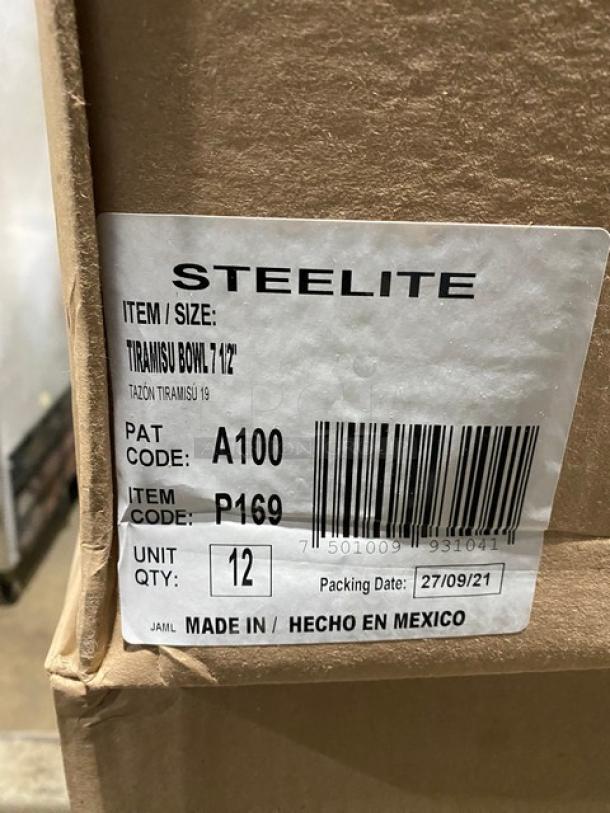 STEELITE
ITEM / SIZE:
TIRAMISU BOWL 7 1/2"
TAZÓN TIRAMISÚ 19
PAT CODE: A100
ITEM CODE: P169
7 501009 931041
UNIT QTY: 12
Packing Date: 27/09/21
JAML MADE IN / HECHO EN MEXICO